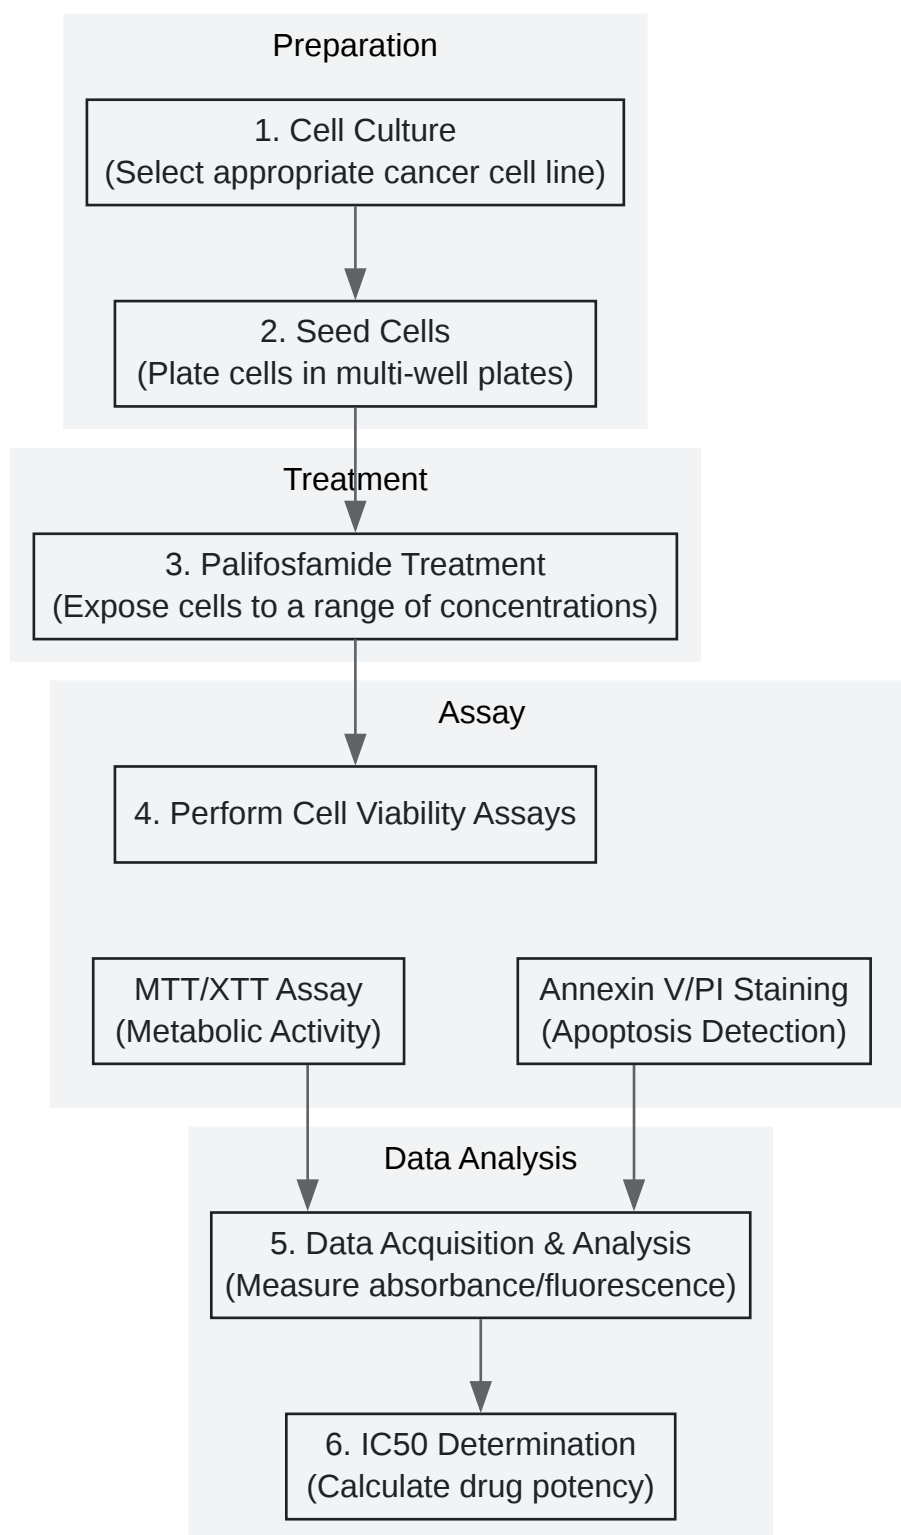 Preparation
1. Cell Culture
(Select appropriate cancer cell line)
2. Seed Cells
(Plate cells in multi-well plates)
Treatment
3. Palifosfamide Treatment
(Expose cells to a range of concentrations)
Assay
4. Perform Cell Viability Assays
MTT/XTT Assay
(Metabolic Activity)
Annexin V/PI Staining
(Apoptosis Detection)
Data Analysis
5. Data Acquisition & Analysis
(Measure absorbance/fluorescence)
6. IC50 Determination
(Calculate drug potency)